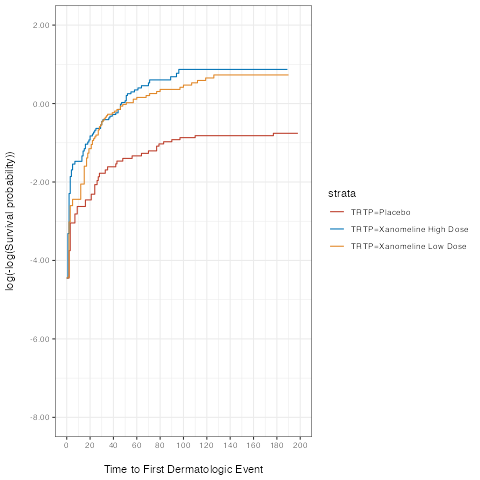 log(-log(Survival probability))
2.00
0.00
-2.00
-4.00
-6.00
-8.00
0 20 40 60 80 100 120 140 160 180 200
Time to First Dermatologic Event
strata
TRTP=Placebo
TRTP=Xanomeline High Dose
TRTP=Xanomeline Low Dose